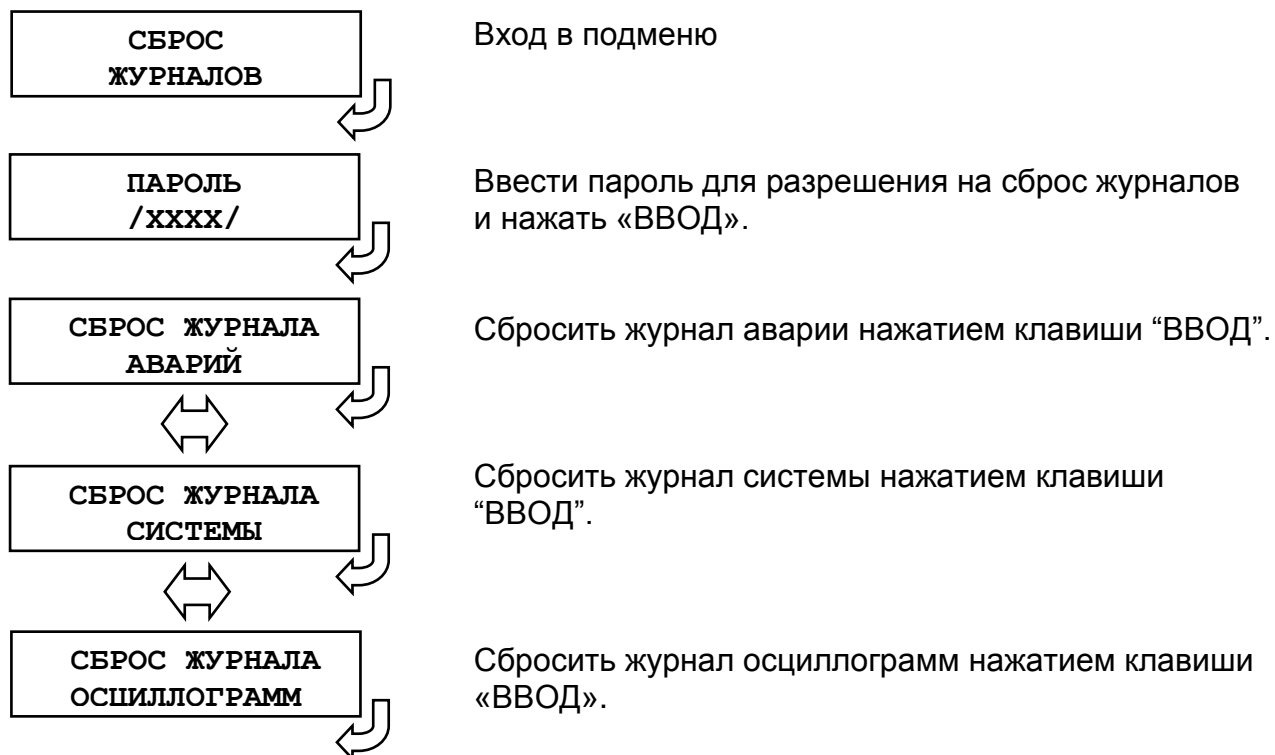 СБРОС
ЖУРНАЛОВ
Вход в подменю
ПАРОЛЬ
/XXXX/
Ввести пароль для разрешения на сброс журналов
и нажать «ВВОД».
СБРОС ЖУРНАЛА
АВАРИЙ
Сбросить журнал аварии нажатием клавиши “ВВОД”.
СБРОС ЖУРНАЛА
СИСТЕМЫ
Сбросить журнал системы нажатием клавиши
“ВВОД”.
СБРОС ЖУРНАЛА
ОСЦИЛЛОГРАММ
Сбросить журнал осциллограмм нажатием клавиши
«ВВОД».